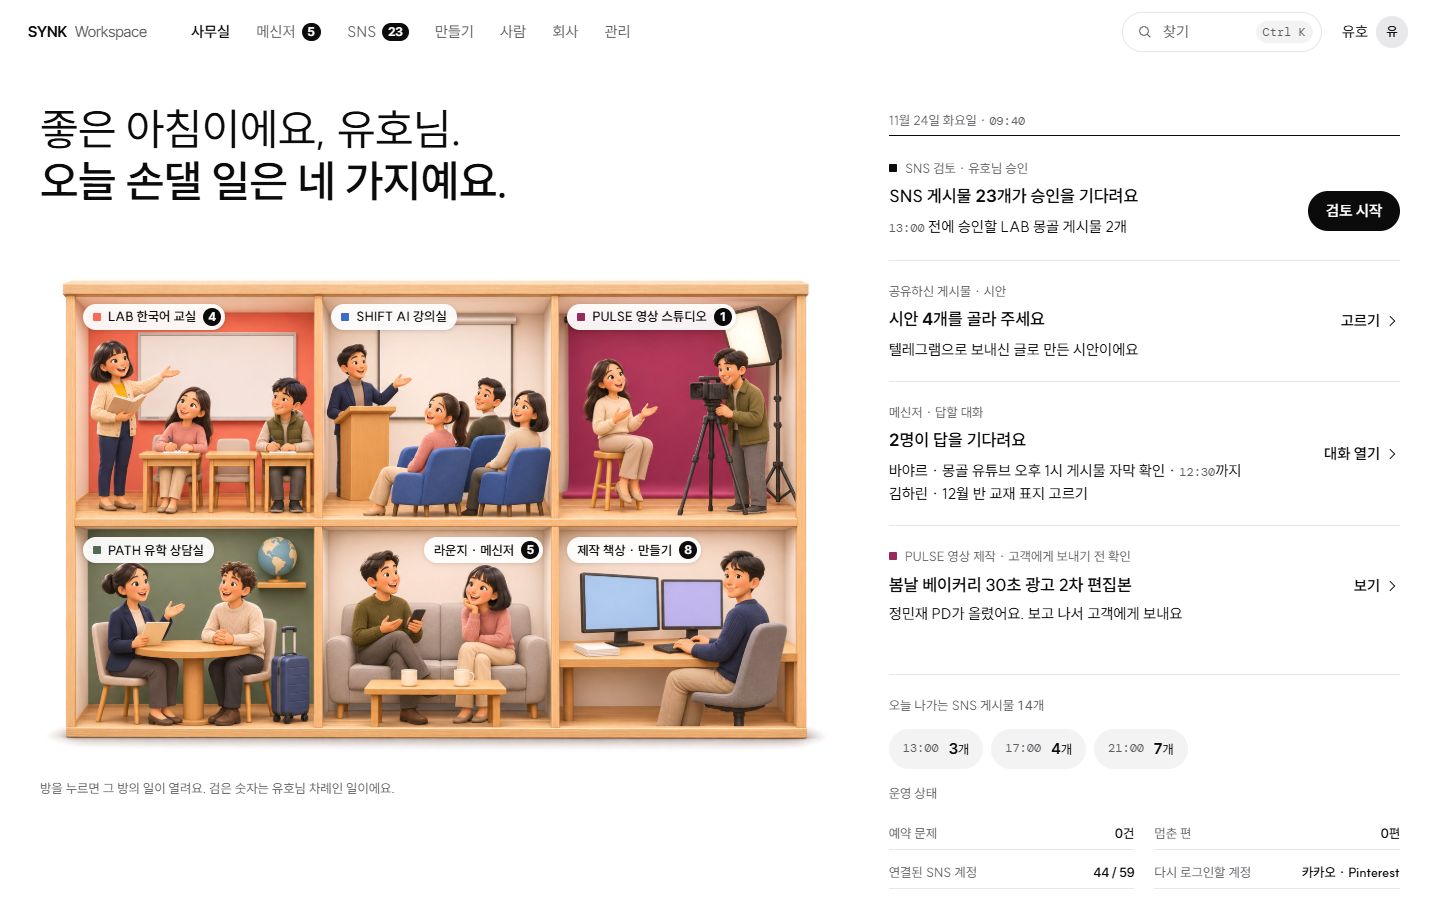 SYNK Workspace 사무실 메신저 5 SNS 23 만들기 사람 회사 관리 찾기 Ctrl K 유호 유
좋은 아침이에요, 유호님.
오늘 손댈 일은 네 가지예요.
LAB 한국어 교실 4
SHIFT AI 강의실
PULSE 영상 스튜디오 1
PATH 유학 상담실
라운지 · 메신저 5
제작 책상 · 만들기 8
방을 누르면 그 방의 일이 열려요. 검은 숫자는 유호님 차례인 일이에요.
11월 24일 화요일 · 09:40
SNS 검토 · 유호님 승인
SNS 게시물 23개가 승인을 기다려요
13:00 전에 승인할 LAB 몽골 게시물 2개
검토 시작
공유하신 게시물 · 시안
시안 4개를 골라 주세요
텔레그램으로 보내신 글로 만든 시안이에요
고르기
메신저 · 답할 대화
2명이 답을 기다려요
바야르 · 몽골 유튜브 오후 1시 게시물 자막 확인 · 12:30까지
김하린 · 12월 반 교재 표지 고르기
대화 열기
PULSE 영상 제작 · 고객에게 보내기 전 확인
봄날 베이커리 30초 광고 2차 편집본
정민재 PD가 올렸어요. 보고 나서 고객에게 보내요
보기
오늘 나가는 SNS 게시물 14개
13:00 3개 17:00 4개 21:00 7개
운영 상태
예약 문제 0건 멈춘 편 0편
연결된 SNS 계정 44 / 59 다시 로그인할 계정 카카오 · Pinterest